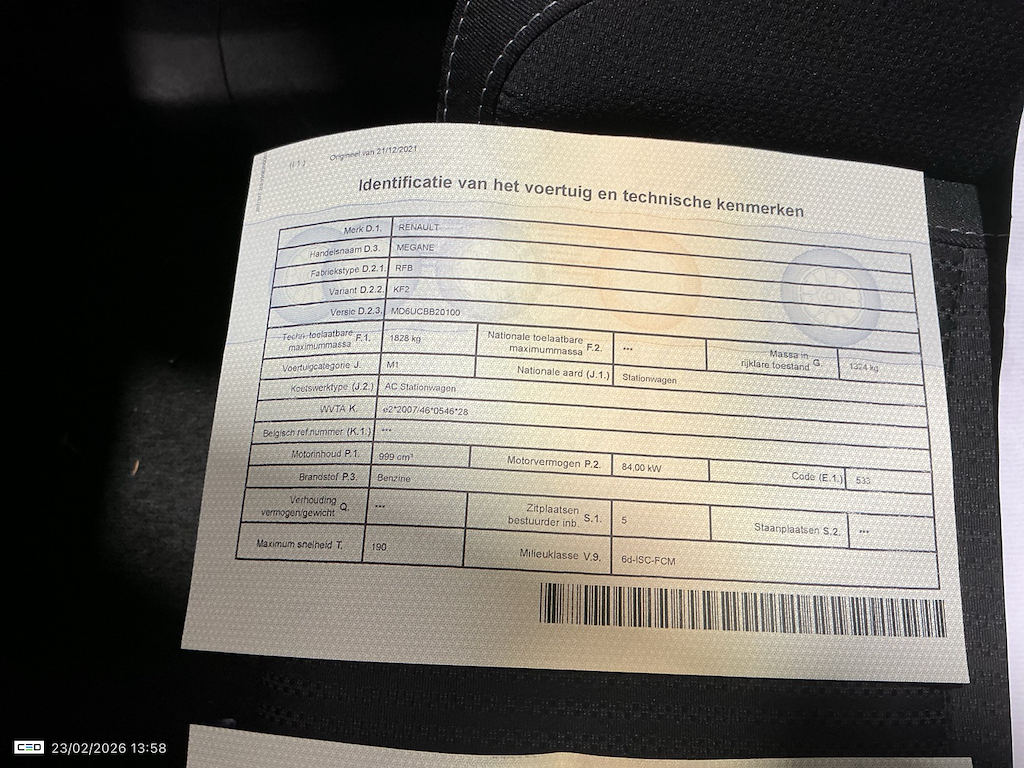 (( 1 ) Origineel van 21/12/2021
Identificatie van het voertuig en technische kenmerken
Merk D.1. RENAULT
Handelsnaam D.3. MEGANE
Fabriekstype D.2.1. RFB
Variant D.2.2. KF2
Versie D.2.3. MD6UCBB20100
Techn. toelaatbare maximummassa F.1. 1828 kg Nationale toelaatbare maximummassa F.2. *** Massa in rijklare toestand G. 1324 kg
Voertuigcategorie J. M1 Nationale aard (J.1.) Stationwagen
Koetswerktype (J.2.) AC Stationwagen
WVTA K. e2*2007/46*0546*28
Belgisch ref.nummer (K.1.) ***
Motorinhoud P.1. 999 cm³ Motorvermogen P.2. 84,00 kW Code (E.1.) 533
Brandstof P.3. Benzine
Verhouding vermogen/gewicht Q. *** Zitplaatsen bestuurder inb. S.1. 5 Staanplaatsen S.2. ***
Maximum snelheid T. 190 Milieuklasse V.9. 6d-ISC-FCM
CEO 23/02/2026 13:58